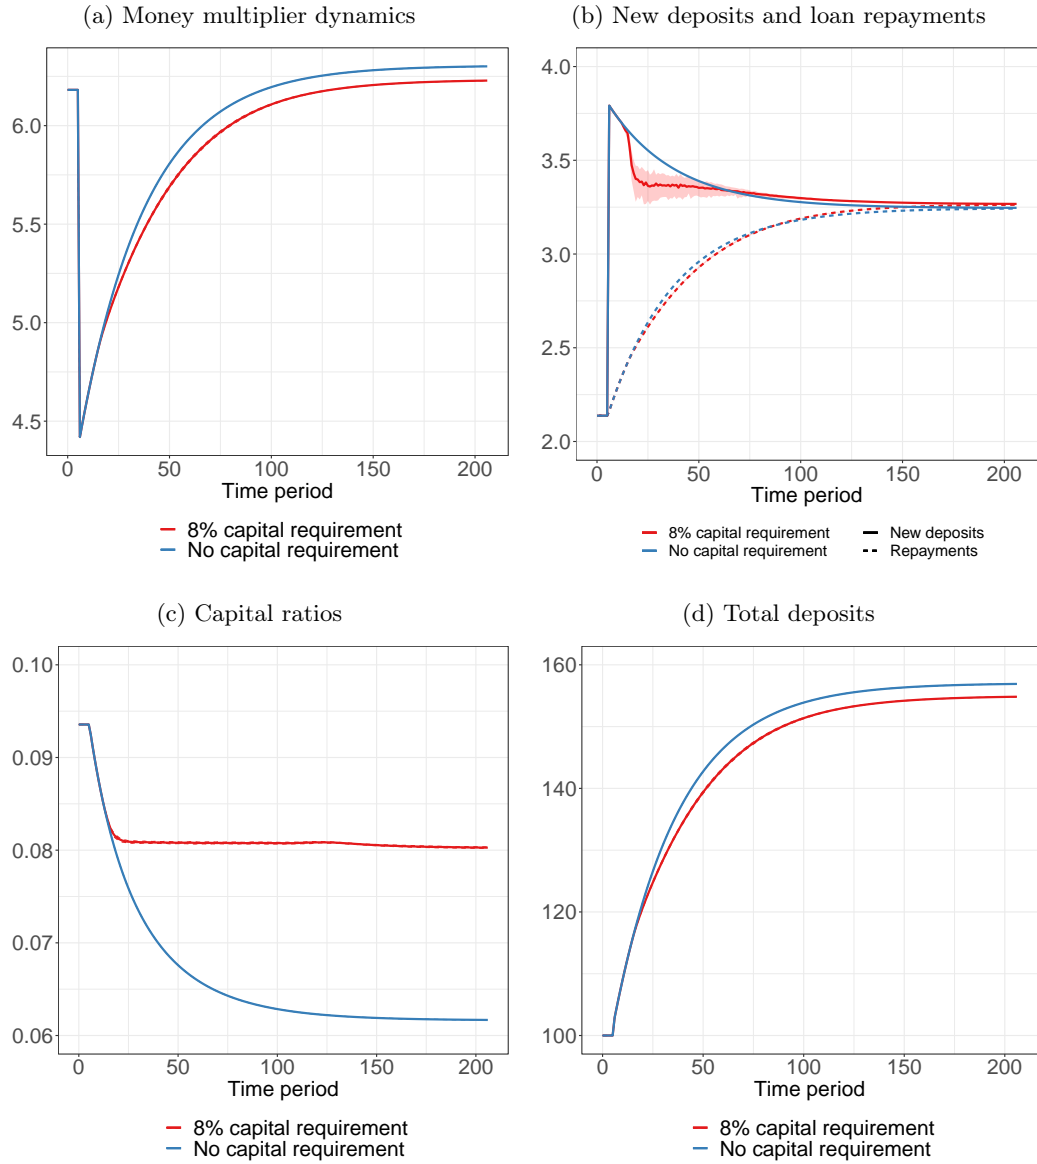 (a) Money multiplier dynamics
6.0
5.5
5.0
4.5
0 50 100 150 200
Time period
8% capital requirement
No capital requirement
(b) New deposits and loan repayments
4.0
3.5
3.0
2.5
2.0
0 50 100 150 200
Time period
8% capital requirement New deposits
No capital requirement Repayments
(c) Capital ratios
0.10
0.09
0.08
0.07
0.06
0 50 100 150 200
Time period
8% capital requirement
No capital requirement
(d) Total deposits
160
140
120
100
0 50 100 150 200
Time period
8% capital requirement
No capital requirement